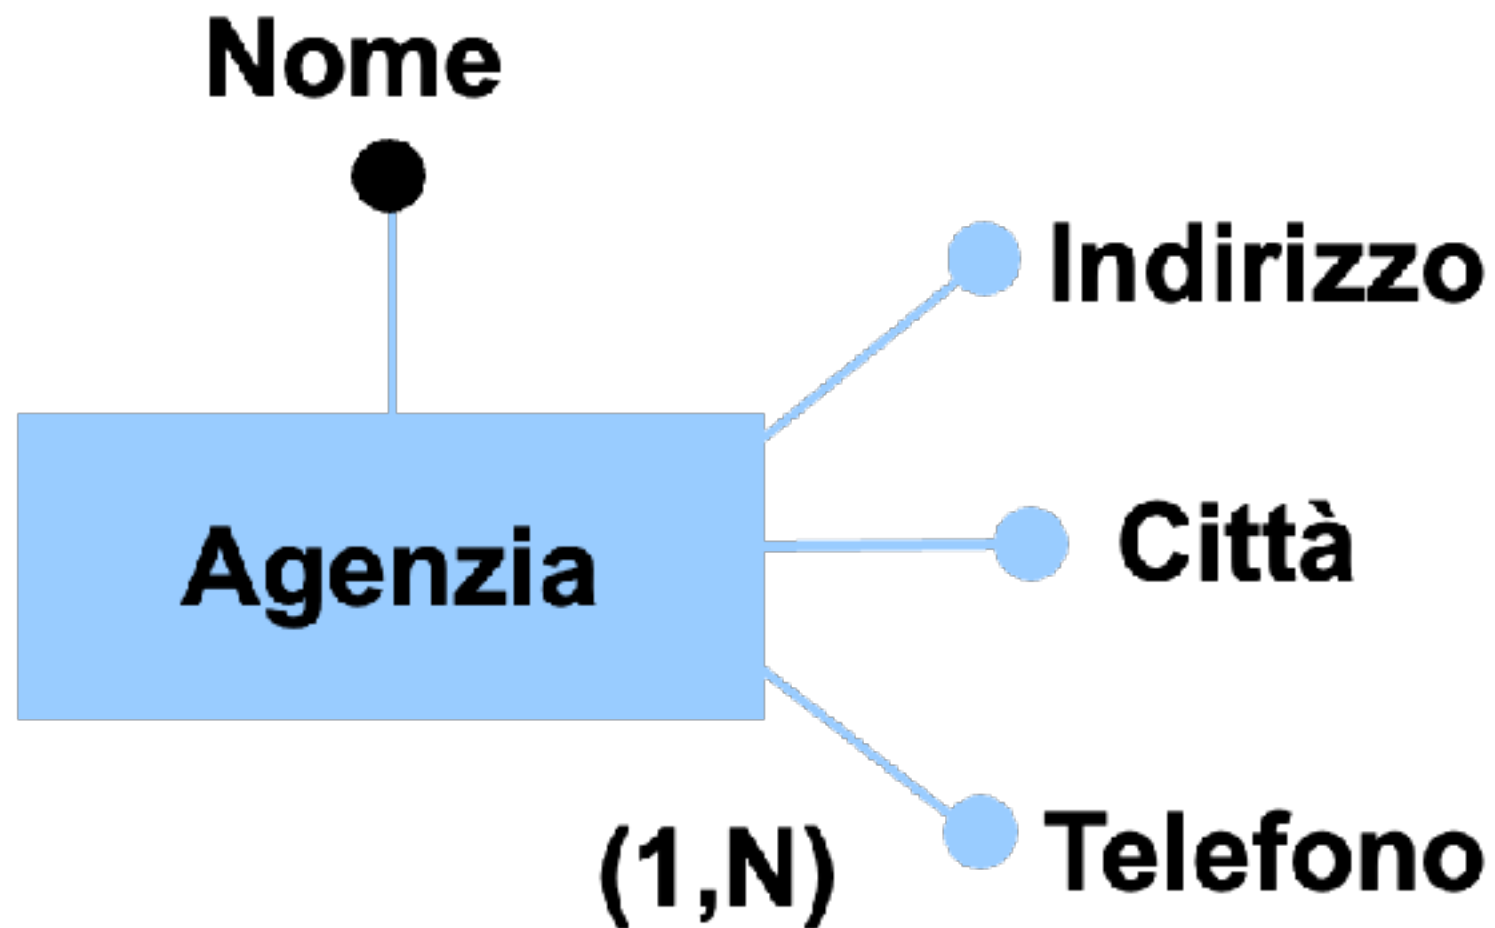 Nome
Indirizzo
Agenzia
Città
(1,N)
Telefono